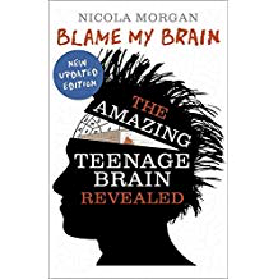 NICOLA MORGAN
BLAME MY BRAIN
NEW
UPDATED
EDITION
THE
AMAZING
TEENAGE
BRAIN
REVEALED